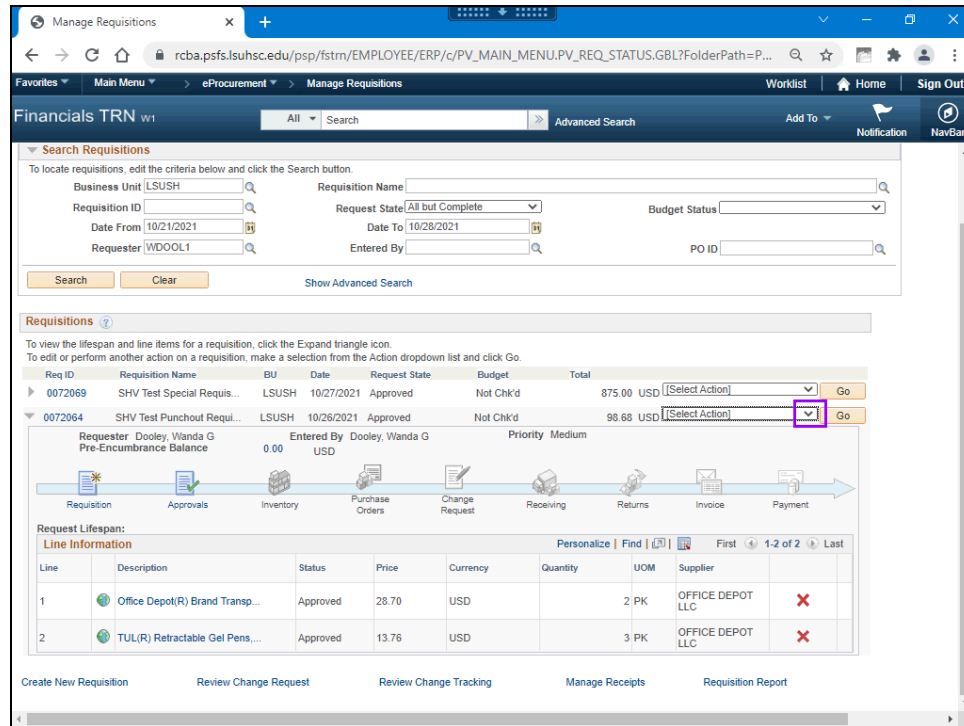 Manage Requisitions
rcba.psfs.lsuhsc.edu/psp/fstrn/EMPLOYEE/ERP/c/PV_MAIN_MENU.PV_REQ_STATUS.GBL?FolderPath=P...
Favorites Main Menu > eProcurement > Manage Requisitions Worklist Home Sign Out
Financials TRN W1 All Search Advanced Search Add To Notification NavBar
Search Requisitions
To locate requisitions, edit the criteria below and click the Search button.
Business Unit LSUSH Requisition Name
Requisition ID Request State All but Complete Budget Status
Date From 10/21/2021 Date To 10/28/2021
Requester WDOOL1 Entered By PO ID
Search Clear Show Advanced Search
Requisitions ?
To view the lifespan and line items for a requisition, click the Expand triangle icon.
To edit or perform another action on a requisition, make a selection from the Action dropdown list and click Go.
Req ID Requisition Name BU Date Request State Budget Total
0072069 SHV Test Special Requis... LSUSH 10/27/2021 Approved Not Chk'd 875.00 USD [Select Action] Go
0072064 SHV Test Punchout Requi... LSUSH 10/26/2021 Approved Not Chk'd 98.68 USD [Select Action] Go
Requester Dooley, Wanda G Entered By Dooley, Wanda G Priority Medium
Pre-Encumbrance Balance 0.00 USD
Requisition Approvals Inventory Purchase Orders Change Request Receiving Returns Invoice Payment
Request Lifespan:
Line Information Personalize | Find | | First 1-2 of 2 Last
Line Description Status Price Currency Quantity UOM Supplier
1 Office Depot(R) Brand Transp... Approved 28.70 USD 2 PK OFFICE DEPOT LLC
2 TUL(R) Retractable Gel Pens,... Approved 13.76 USD 3 PK OFFICE DEPOT LLC
Create New Requisition Review Change Request Review Change Tracking Manage Receipts Requisition Report